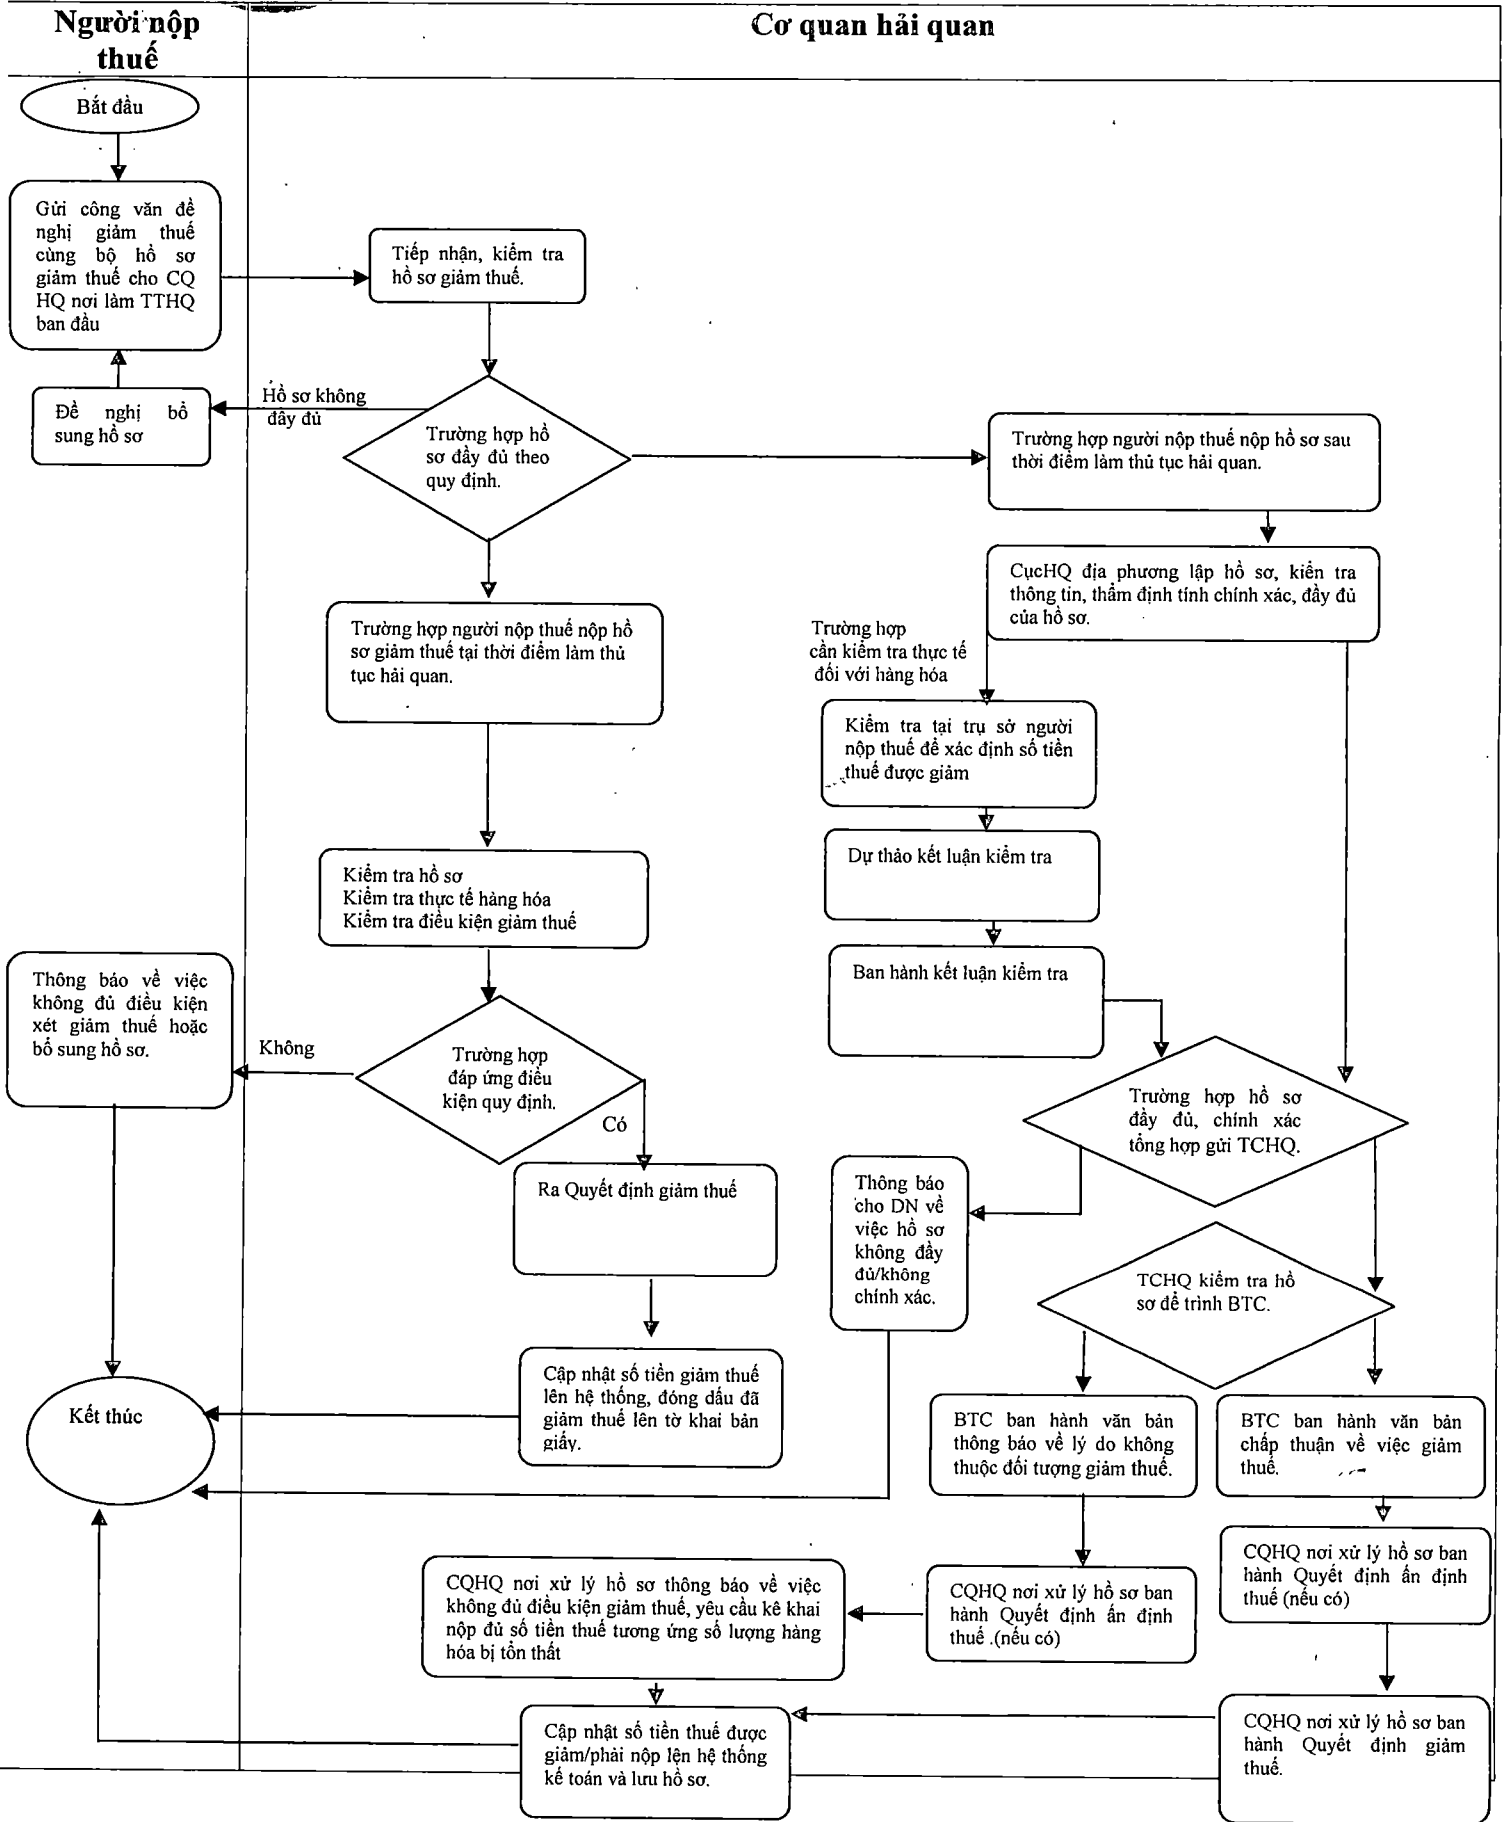 Người nộp
thuế
Cơ quan hải quan
Bắt đầu
Gửi công văn đề
nghị giảm thuế
cùng bộ hồ sơ
giảm thuế cho CQ
HQ nơi làm TTHQ
ban đầu
Tiếp nhận, kiểm tra
hồ sơ giảm thuế.
Hồ sơ không
đầy đủ
Đề nghị bổ
sung hồ sơ
Trường hợp hồ
sơ đầy đủ theo
quy định.
Trường hợp người nộp thuế nộp hồ sơ sau
thời điểm làm thủ tục hải quan.
CụcHQ địa phương lập hồ sơ, kiển tra
thông tin, thẩm định tính chính xác, đầy đủ
của hồ sơ.
Trường hợp người nộp thuế nộp hồ
sơ giảm thuế tại thời điểm làm thủ
tục hải quan.
Trường hợp
cần kiểm tra thực tế
đối với hàng hóa
Kiểm tra tại trụ sở người
nộp thuế để xác định số tiền
thuế được giảm
Dự thảo kết luận kiểm tra
Kiểm tra hồ sơ
Kiểm tra thực tế hàng hóa
Kiểm tra điều kiện giảm thuế
Ban hành kết luận kiểm tra
Thông báo về việc
không đủ điều kiện
xét giảm thuế hoặc
bổ sung hồ sơ.
Không
Trường hợp
đáp ứng điều
kiện quy định.
Có
Trường hợp hồ sơ
đầy đủ, chính xác
tổng hợp gửi TCHQ.
Ra Quyết định giảm thuế
Thông báo
cho DN về
việc hồ sơ
không đầy
đủ/không
chính xác.
TCHQ kiểm tra hồ
sơ để trình BTC.
Cập nhật số tiền giảm thuế
lên hệ thống, đóng dấu đã
giảm thuế lên tờ khai bản
giấy.
Kết thúc
BTC ban hành văn bản
thông báo về lý do không
thuộc đối tượng giảm thuế.
BTC ban hành văn bản
chấp thuận về việc giảm
thuế.
CQHQ nơi xử lý hồ sơ thông báo về việc
không đủ điều kiện giảm thuế, yêu cầu kê khai
nộp đủ số tiền thuế tương ứng số lượng hàng
hóa bị tổn thất
CQHQ nơi xử lý hồ sơ ban
hành Quyết định ấn định
thuế .(nếu có)
CQHQ nơi xử lý hồ sơ ban
hành Quyết định ấn định
thuế (nếu có)
Cập nhật số tiền thuế được
giảm/phải nộp lên hệ thống
kế toán và lưu hồ sơ.
CQHQ nơi xử lý hồ sơ ban
hành Quyết định giảm
thuế.